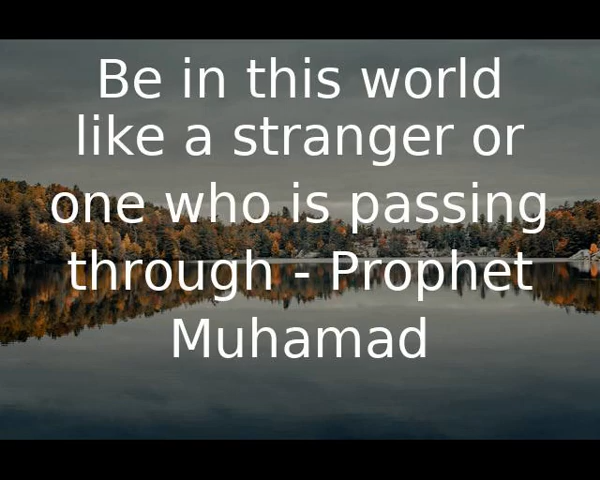 Be in this world
like a stranger or
one who is passing
through - Prophet
Muhamad